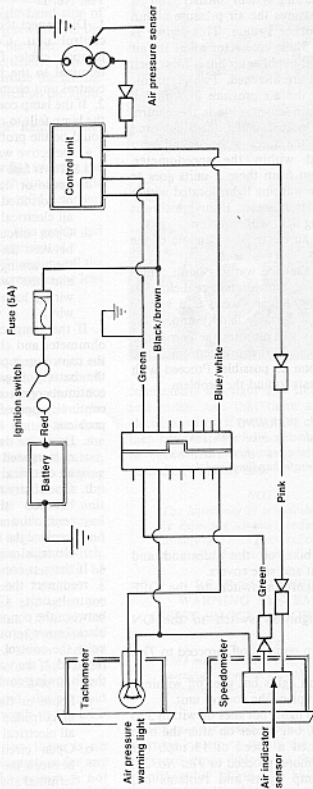 Air pressure sensor
Control unit
Fuse (5A)
Ignition switch
Red
Battery
Green
Black/brown
Blue/white
Pink
Green
Tachometer
Air pressure
warning light
Speedometer
Air indicator
sensor